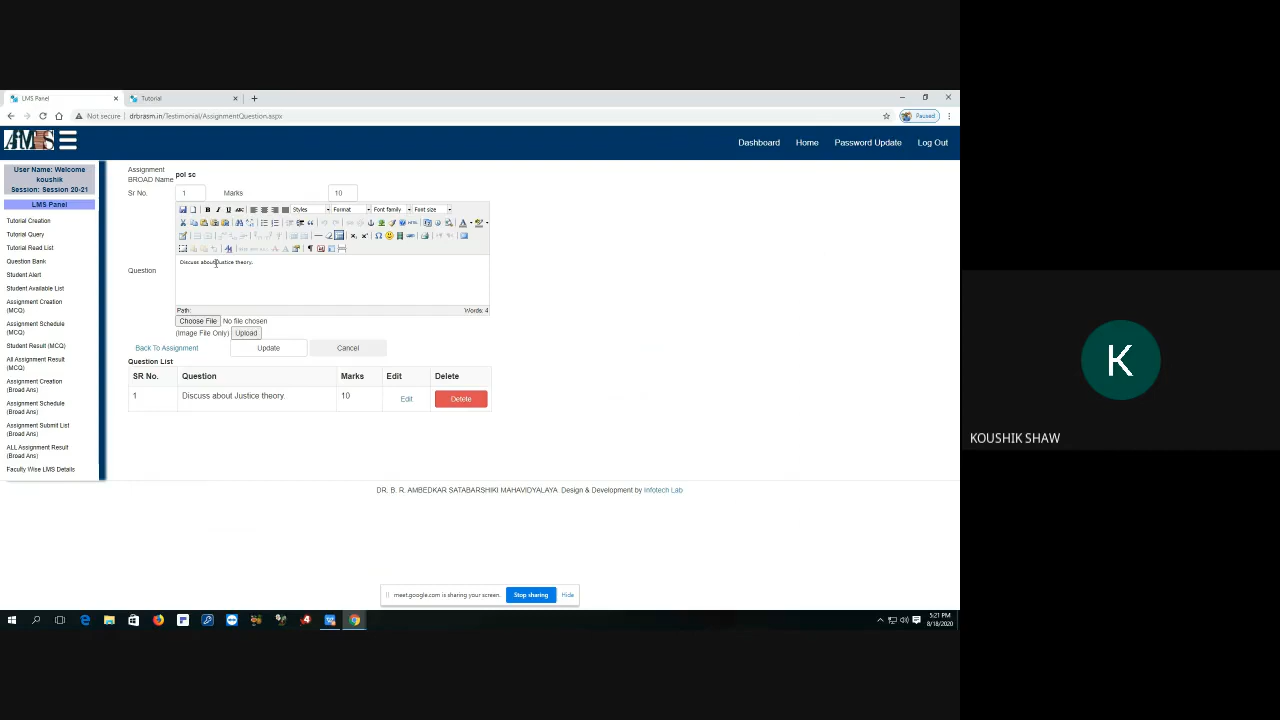 LMS Panel
Tutorial
Not secure
drbrasm.in/Testimonial/AssignmentQuestion.aspx
Paused
Dashboard
Home
Password Update
Log Out
User Name: Welcome
koushik
Session: Session 20-21
LMS Panel
Tutorial Creation
Tutorial Query
Tutorial Read List
Question Bank
Student Alert
Student Available List
Assignment Creation
(MCQ)
Assignment Schedule
(MCQ)
Student Result (MCQ)
All Assignment Result
(MCQ)
Assignment Creation
(Broad Ans)
Assignment Schedule
(Broad Ans)
Assignment Submit List
(Broad Ans)
ALL Assignment Result
(Broad Ans)
Faculty Wise LMS Details
Assignment
BROAD Name pol sc
Sr No. 1 Marks 10
Styles Format Font family Font size
Question
Discuss about Justice theory.
Path: Words: 4
Choose File No file chosen
(Image File Only) Upload
Back To Assignment Update Cancel
Question List
SR No. Question Marks Edit Delete
1 Discuss about Justice theory. 10 Edit Delete
DR. B. R. AMBEDKAR SATABARSHIKI MAHAVIDYALAYA Design & Development by Infotech Lab
meet.google.com is sharing your screen. Stop sharing Hide
5:21 PM
8/18/2020
K
KOUSHIK SHAW